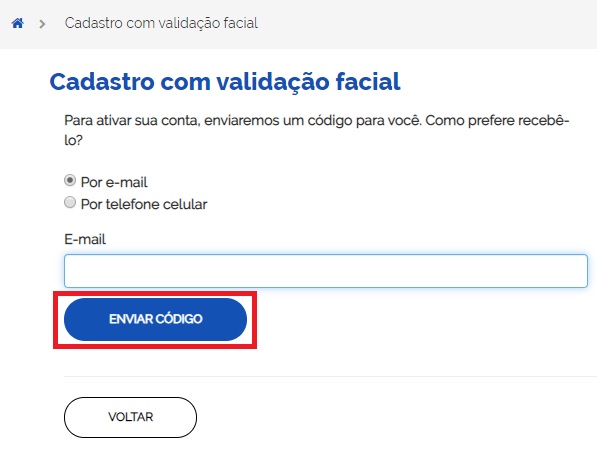 Cadastro com validação facial
Cadastro com validação facial
Para ativar sua conta, enviaremos um código para você. Como prefere recebê-
lo?
Por e-mail
Por telefone celular
E-mail
ENVIAR CÓDIGO
VOLTAR